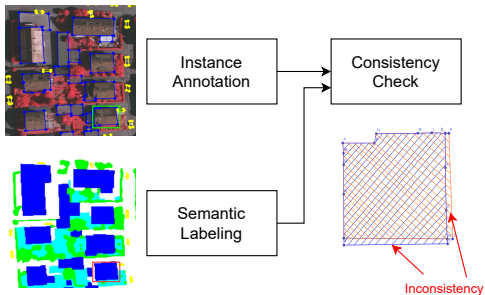 Instance
Annotation
Consistency
Check
Semantic
Labeling
Inconsistency